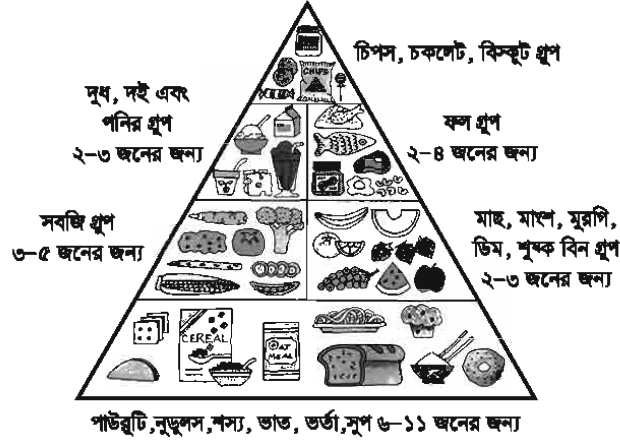 চিপস, চকলেট, বিস্কুট গ্রুপ
CHIPS
দুধ, দই এবং
পনির গ্রুপ
২-৩ জনের জন্য
ফল গ্রুপ
২-৪ জনের জন্য
সবজি গ্রুপ
৩-৫ জনের জন্য
মাছ, মাংশ, মুরগি,
ডিম, শুষ্ক বিন গ্রুপ
২-৩ জনের জন্য
CEREAL
OAT
MEAL
পাউরুটি,নুডুলস,শস্য, ভাত, ভর্তা,সুপ ৬-১১ জনের জন্য